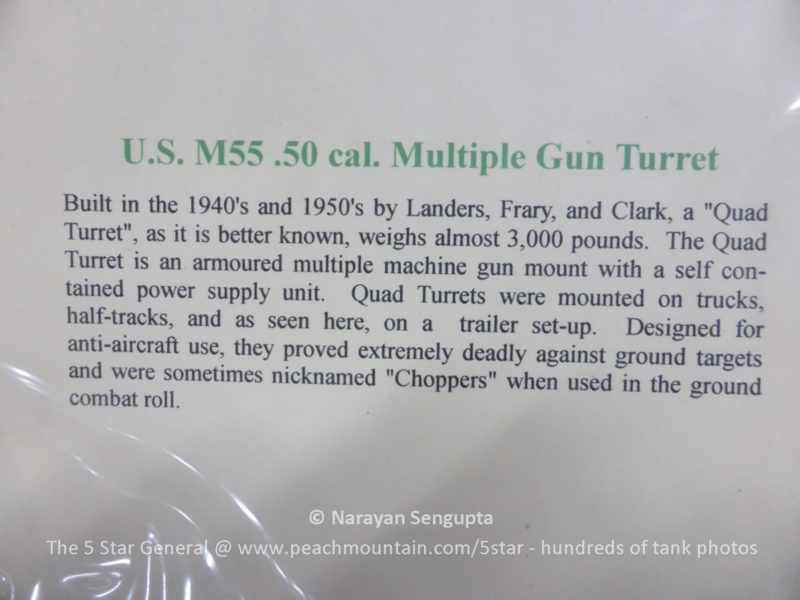 U.S. M55 .50 cal. Multiple Gun Turret
Built in the 1940's and 1950's by Landers, Frary, and Clark, a "Quad
Turret", as it is better known, weighs almost 3,000 pounds. The Quad
Turret is an armoured multiple machine gun mount with a self con-
tained power supply unit. Quad Turrets were mounted on trucks,
half-tracks, and as seen here, on a trailer set-up. Designed for
anti-aircraft use, they proved extremely deadly against ground targets
and were sometimes nicknamed "Choppers" when used in the ground
combat roll.
© Narayan Sengupta
The 5 Star General @ www.peachmountain.com/5star - hundreds of tank photos